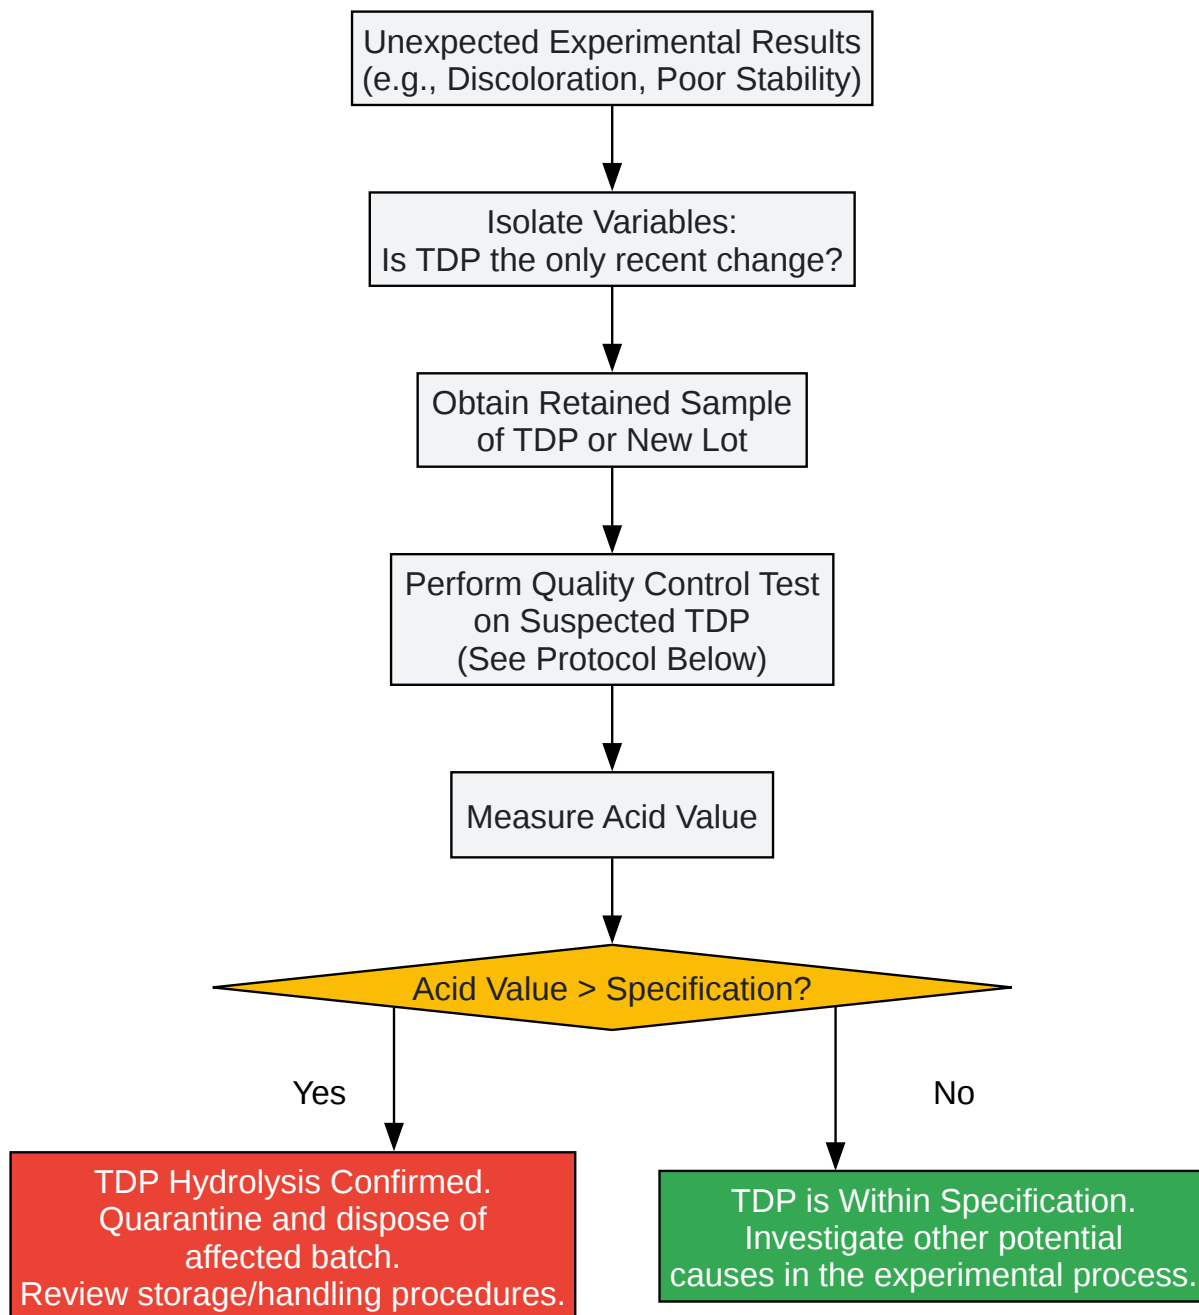 Unexpected Experimental Results
(e.g., Discoloration, Poor Stability)
Isolate Variables:
Is TDP the only recent change?
Obtain Retained Sample
of TDP or New Lot
Perform Quality Control Test
on Suspected TDP
(See Protocol Below)
Measure Acid Value
Acid Value > Specification?
Yes
No
TDP Hydrolysis Confirmed.
Quarantine and dispose of
affected batch.
Review storage/handling procedures.
TDP is Within Specification.
Investigate other potential
causes in the experimental process.